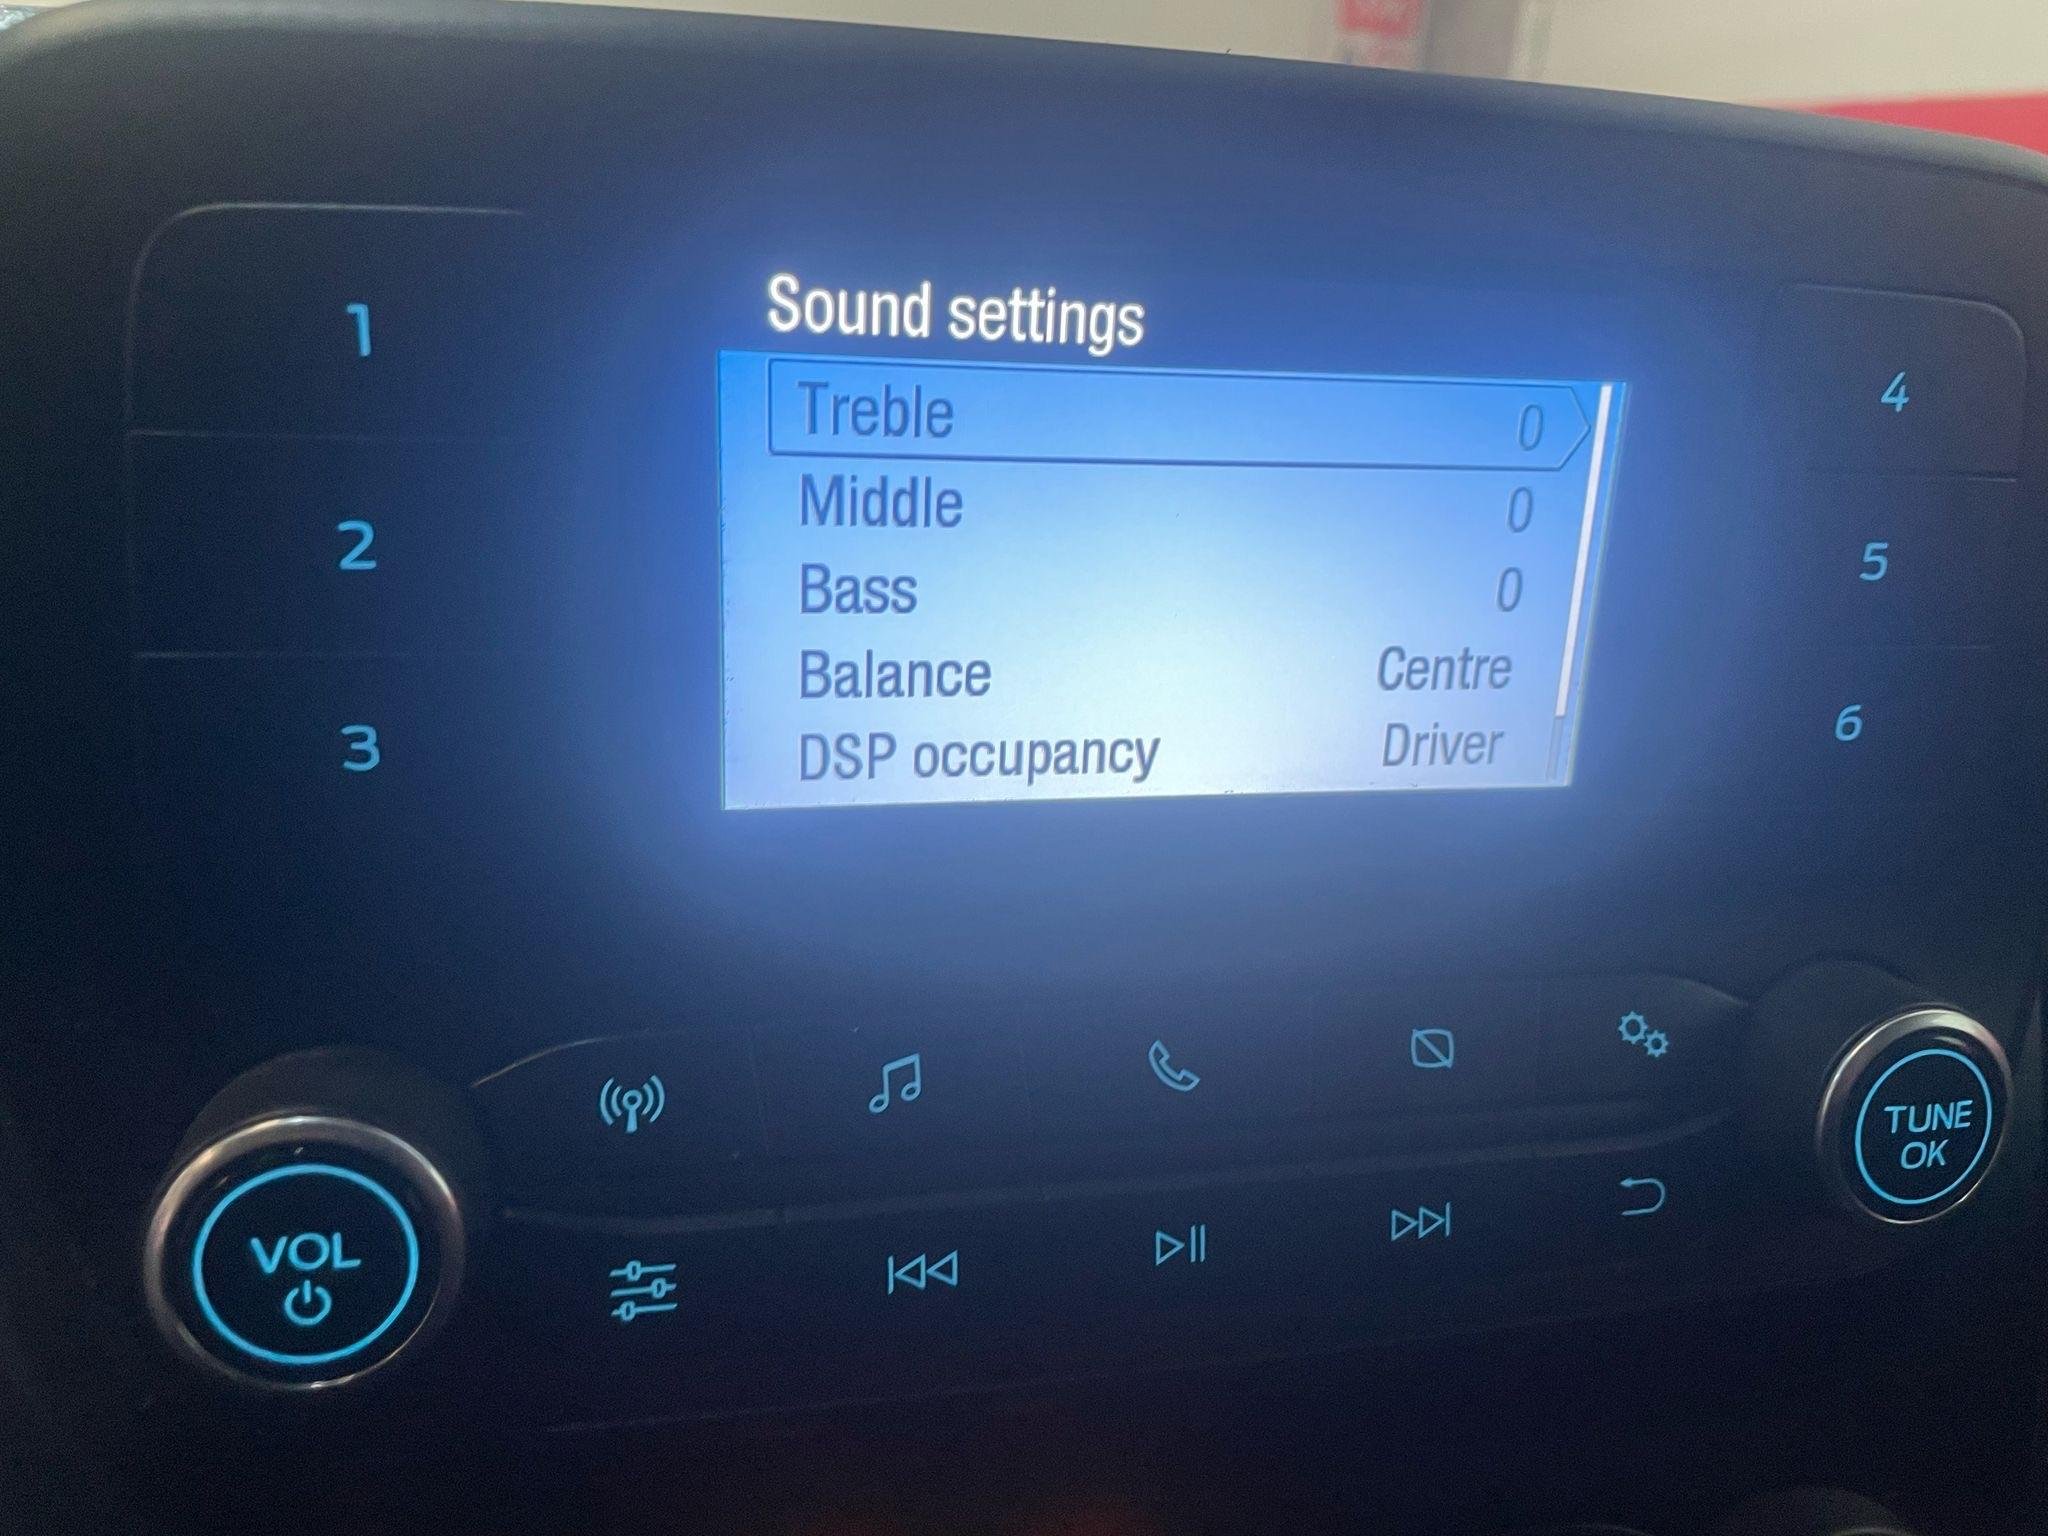 Sound settings
Treble 0
Middle 0
Bass 0
Balance Centre
DSP occupancy Driver
1
2
3
4
5
6
VOL
TUNE
OK